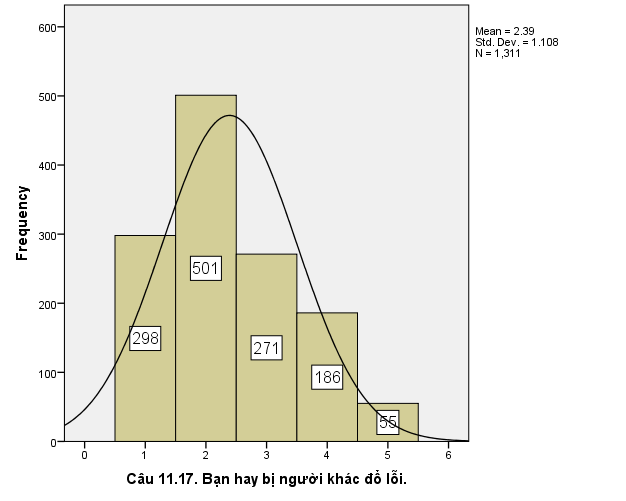 Mean = 2.39
Std. Dev. = 1.108
N = 1,311
600
500
400
300
200
100
0
Frequency
298
501
271
186
55
0 1 2 3 4 5 6
Câu 11.17. Bạn hay bị người khác đổ lỗi.